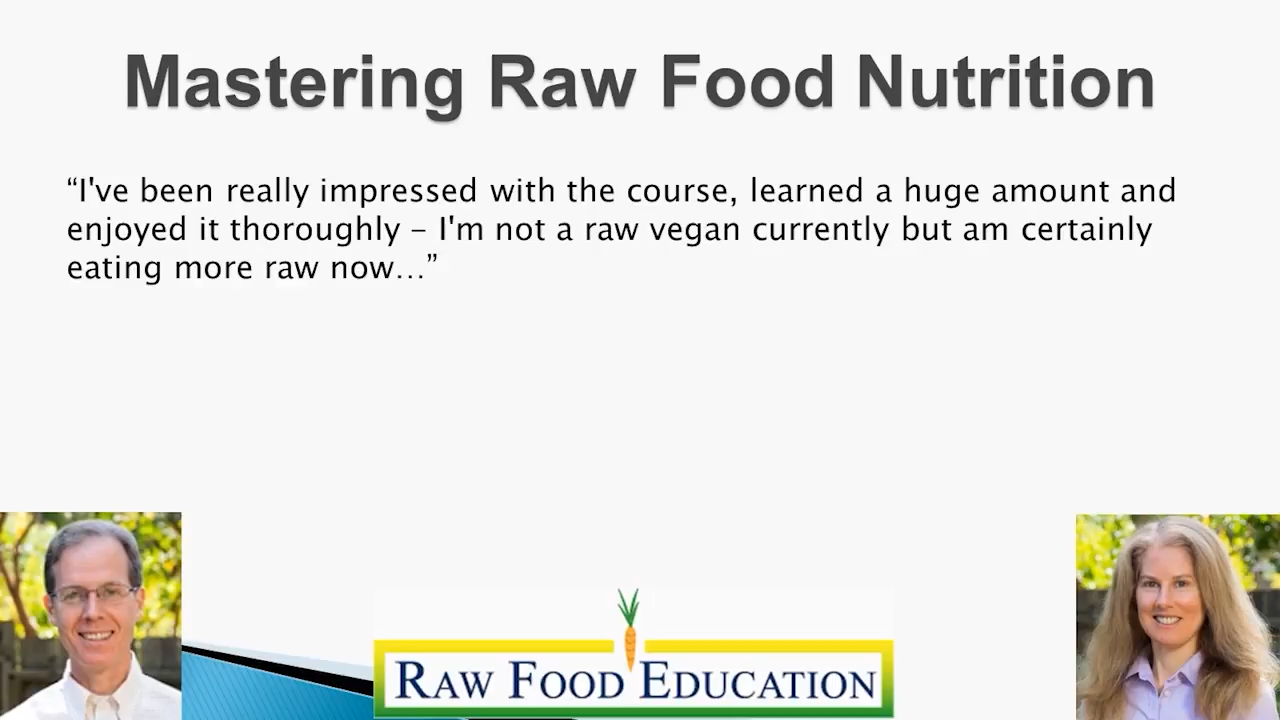 Mastering Raw Food Nutrition
“I've been really impressed with the course, learned a huge amount and
enjoyed it thoroughly – I'm not a raw vegan currently but am certainly
eating more raw now…”
RAW FOOD EDUCATION